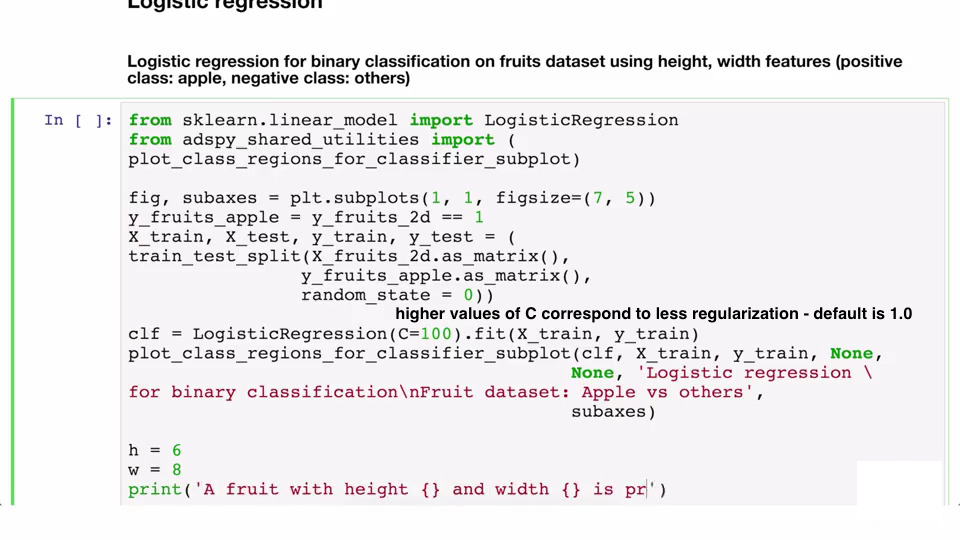 Logistic regression
Logistic regression for binary classification on fruits dataset using height, width features (positive
class: apple, negative class: others)
In [ ]: from sklearn.linear_model import LogisticRegression
from adspy_shared_utilities import (
plot_class_regions_for_classifier_subplot)
fig, subaxes = plt.subplots(1, 1, figsize=(7, 5))
y_fruits_apple = y_fruits_2d == 1
X_train, X_test, y_train, y_test = (
train_test_split(X_fruits_2d.as_matrix(),
y_fruits_apple.as_matrix(),
random_state = 0))
higher values of C correspond to less regularization - default is 1.0
clf = LogisticRegression(C=100).fit(X_train, y_train)
plot_class_regions_for_classifier_subplot(clf, X_train, y_train, None,
None, 'Logistic regression \
for binary classification\nFruit dataset: Apple vs others',
subaxes)
h = 6
w = 8
print('A fruit with height {} and width {} is pr')